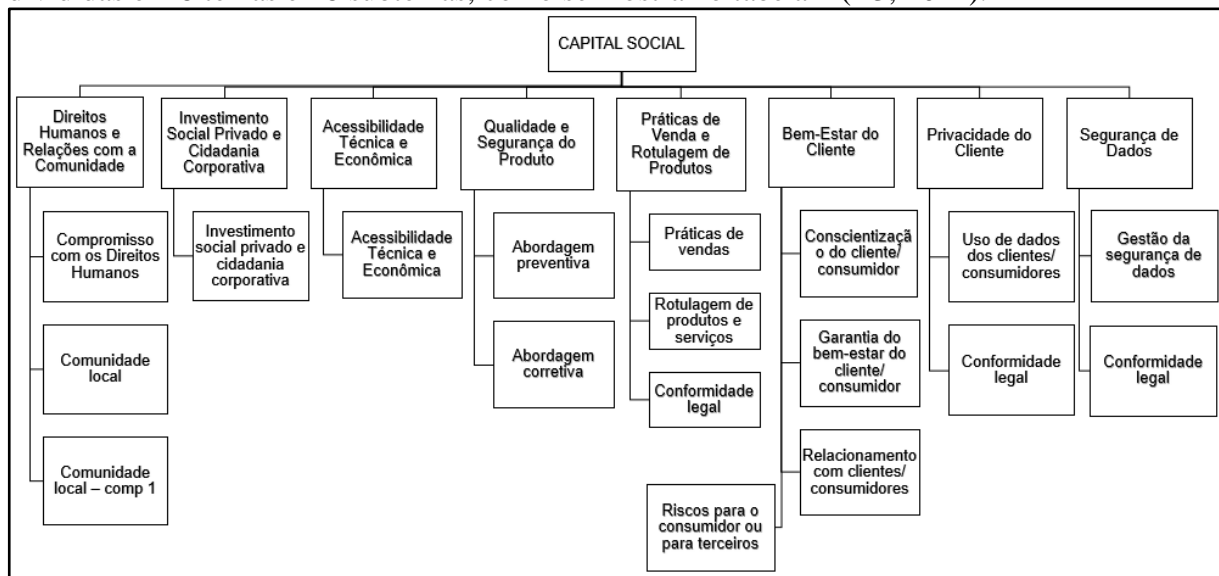 CAPITAL SOCIAL
Direitos
Humanos e
Relações com a
Comunidade
Investimento
Social Privado e
Cidadania
Corporativa
Acessibilidade
Técnica e
Econômica
Qualidade e
Segurança do
Produto
Práticas de
Venda e
Rotulagem de
Produtos
Bem-Estar do
Cliente
Privacidade do
Cliente
Segurança de
Dados
Compromisso
com os Direitos
Humanos
Investimento
social privado e
cidadania
corporativa
Acessibilidade
Técnica e
Econômica
Abordagem
preventiva
Práticas de
vendas
Conscientizaçã
o do cliente/
consumidor
Uso de dados
dos clientes/
consumidores
Gestão da
segurança de
dados
Comunidade
local
Abordagem
corretiva
Rotulagem de
produtos e
serviços
Garantia do
bem-estar do
cliente/
consumidor
Conformidade
legal
Conformidade
legal
Conformidade
legal
Comunidade
local – comp 1
Relacionamento
com clientes/
consumidores
Riscos para o
consumidor ou
para terceiros